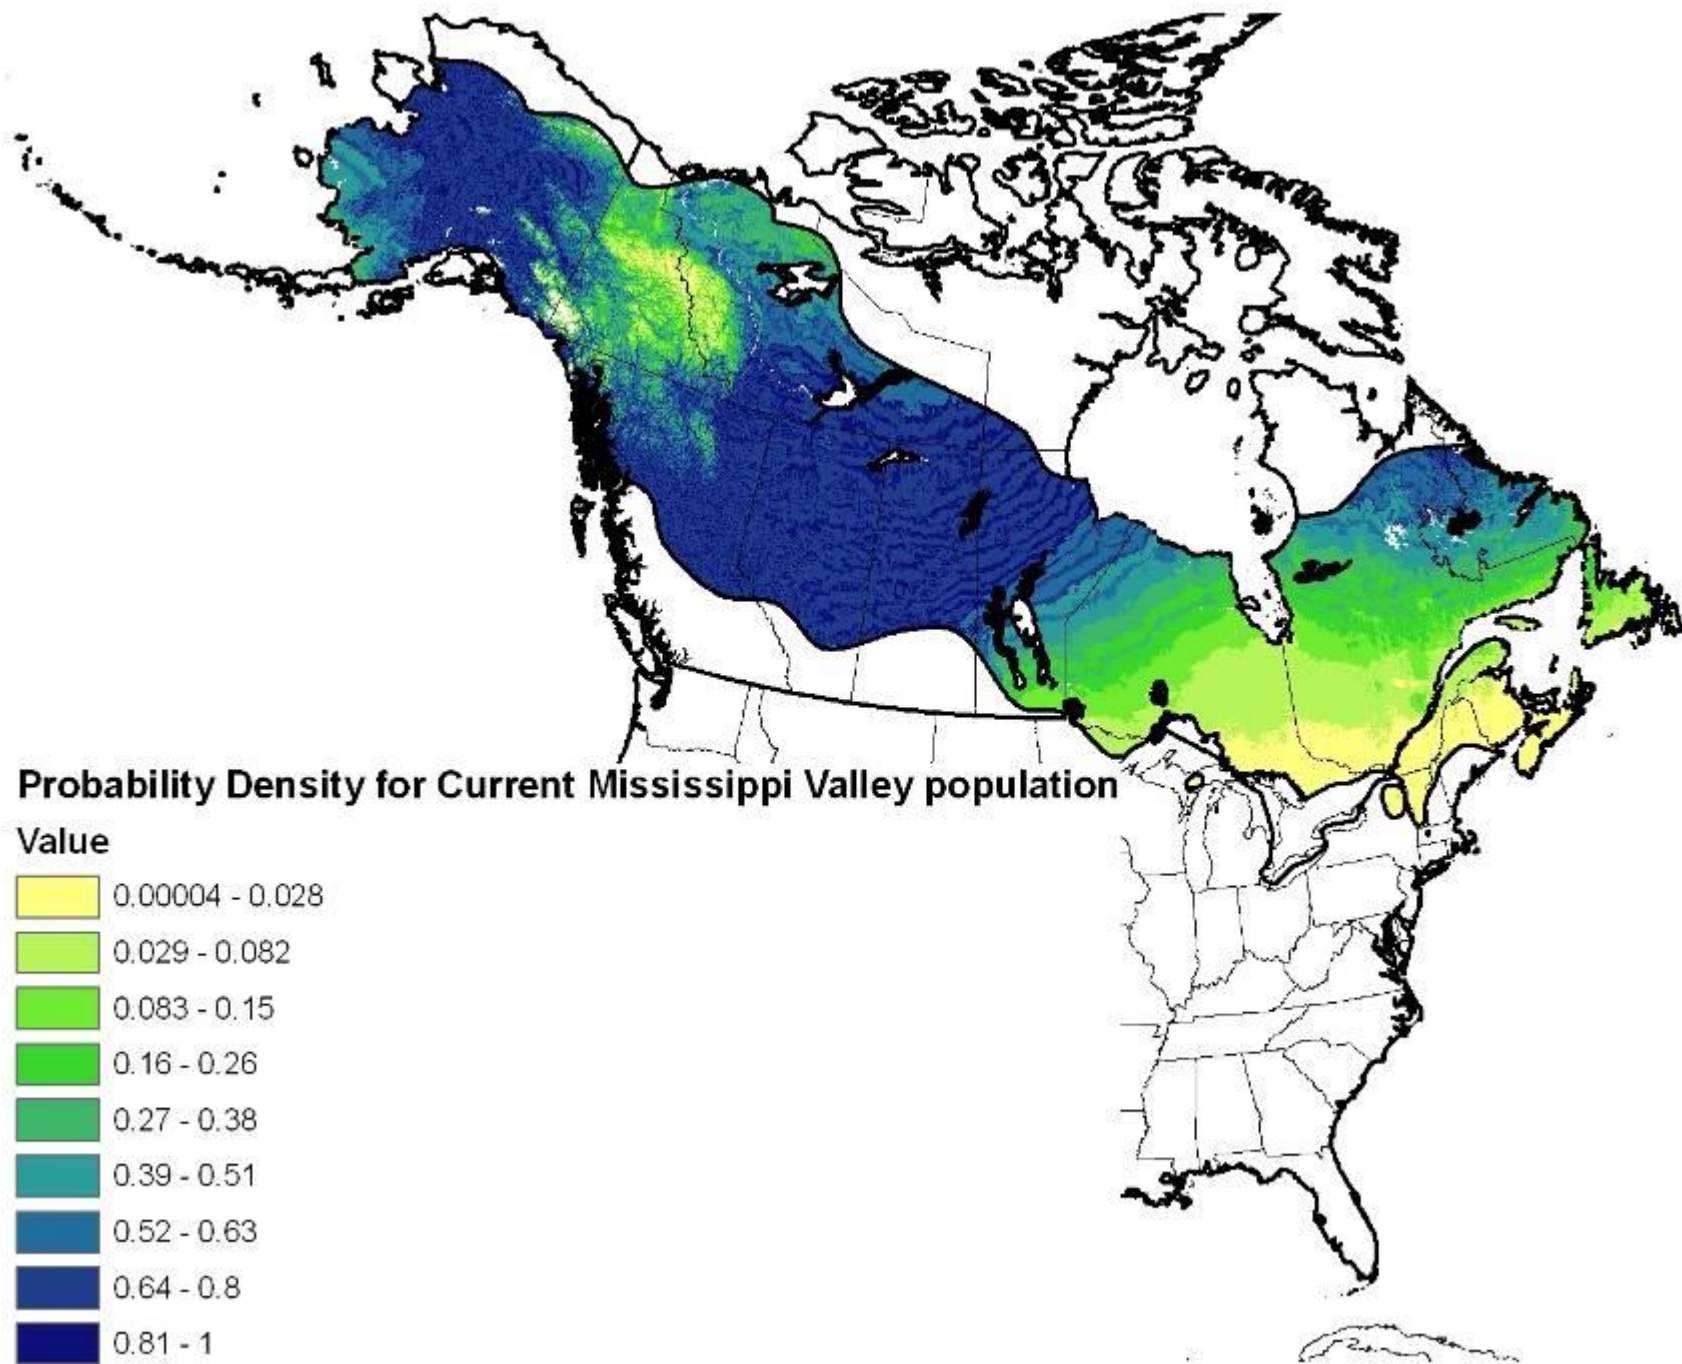 Probability Density for Current Mississippi Valley population
Value
0.00004 - 0.028
0.029 - 0.082
0.083 - 0.15
0.16 - 0.26
0.27 - 0.38
0.39 - 0.51
0.52 - 0.63
0.64 - 0.8
0.81 - 1